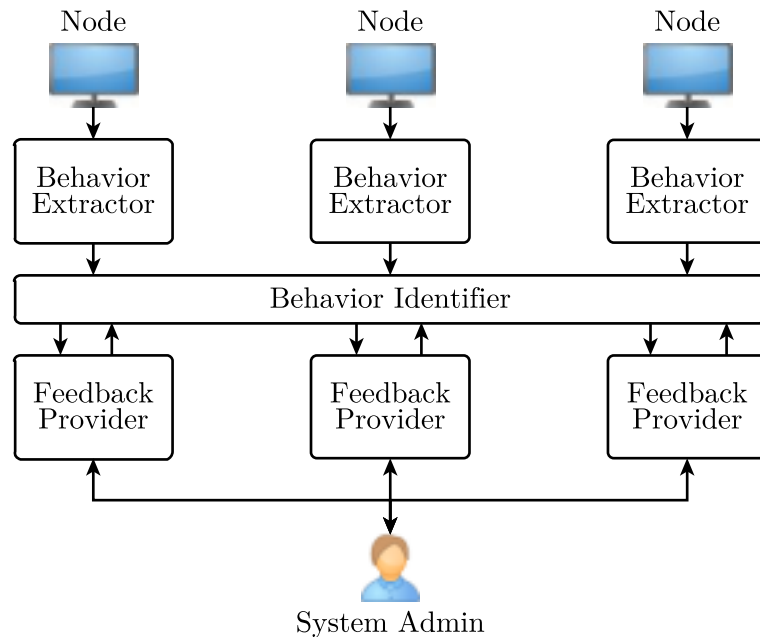 Node Node Node
Behavior Behavior Behavior
Extractor Extractor Extractor
Behavior Identifier
Feedback Feedback Feedback
Provider Provider Provider
System Admin